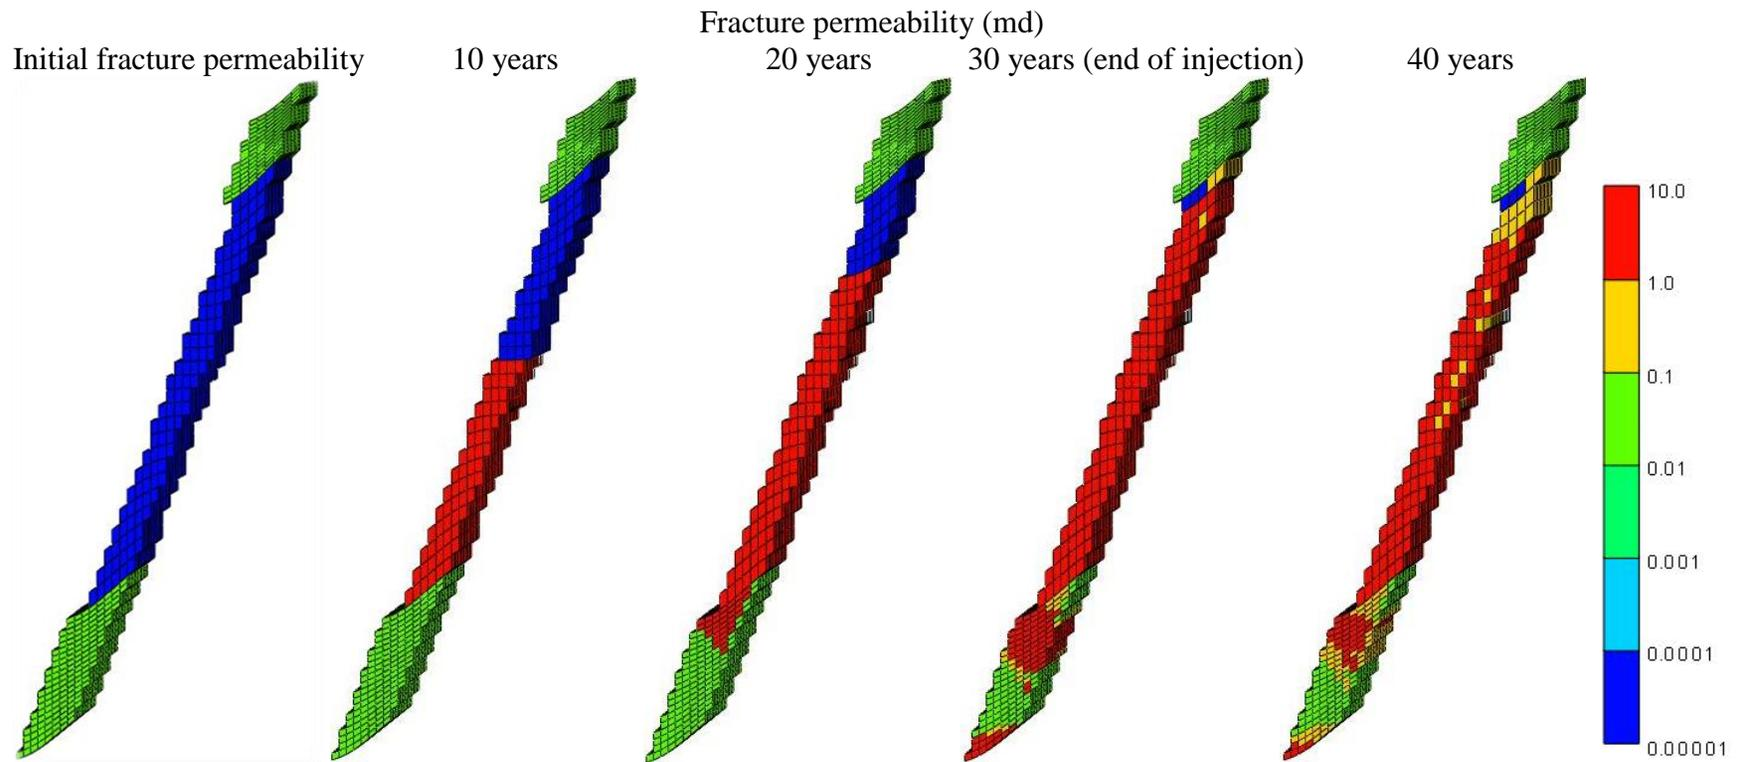 Fracture permeability (md)
Initial fracture permeability
10 years
20 years
30 years (end of injection)
40 years
10.0
1.0
0.1
0.01
0.001
0.0001
0.00001